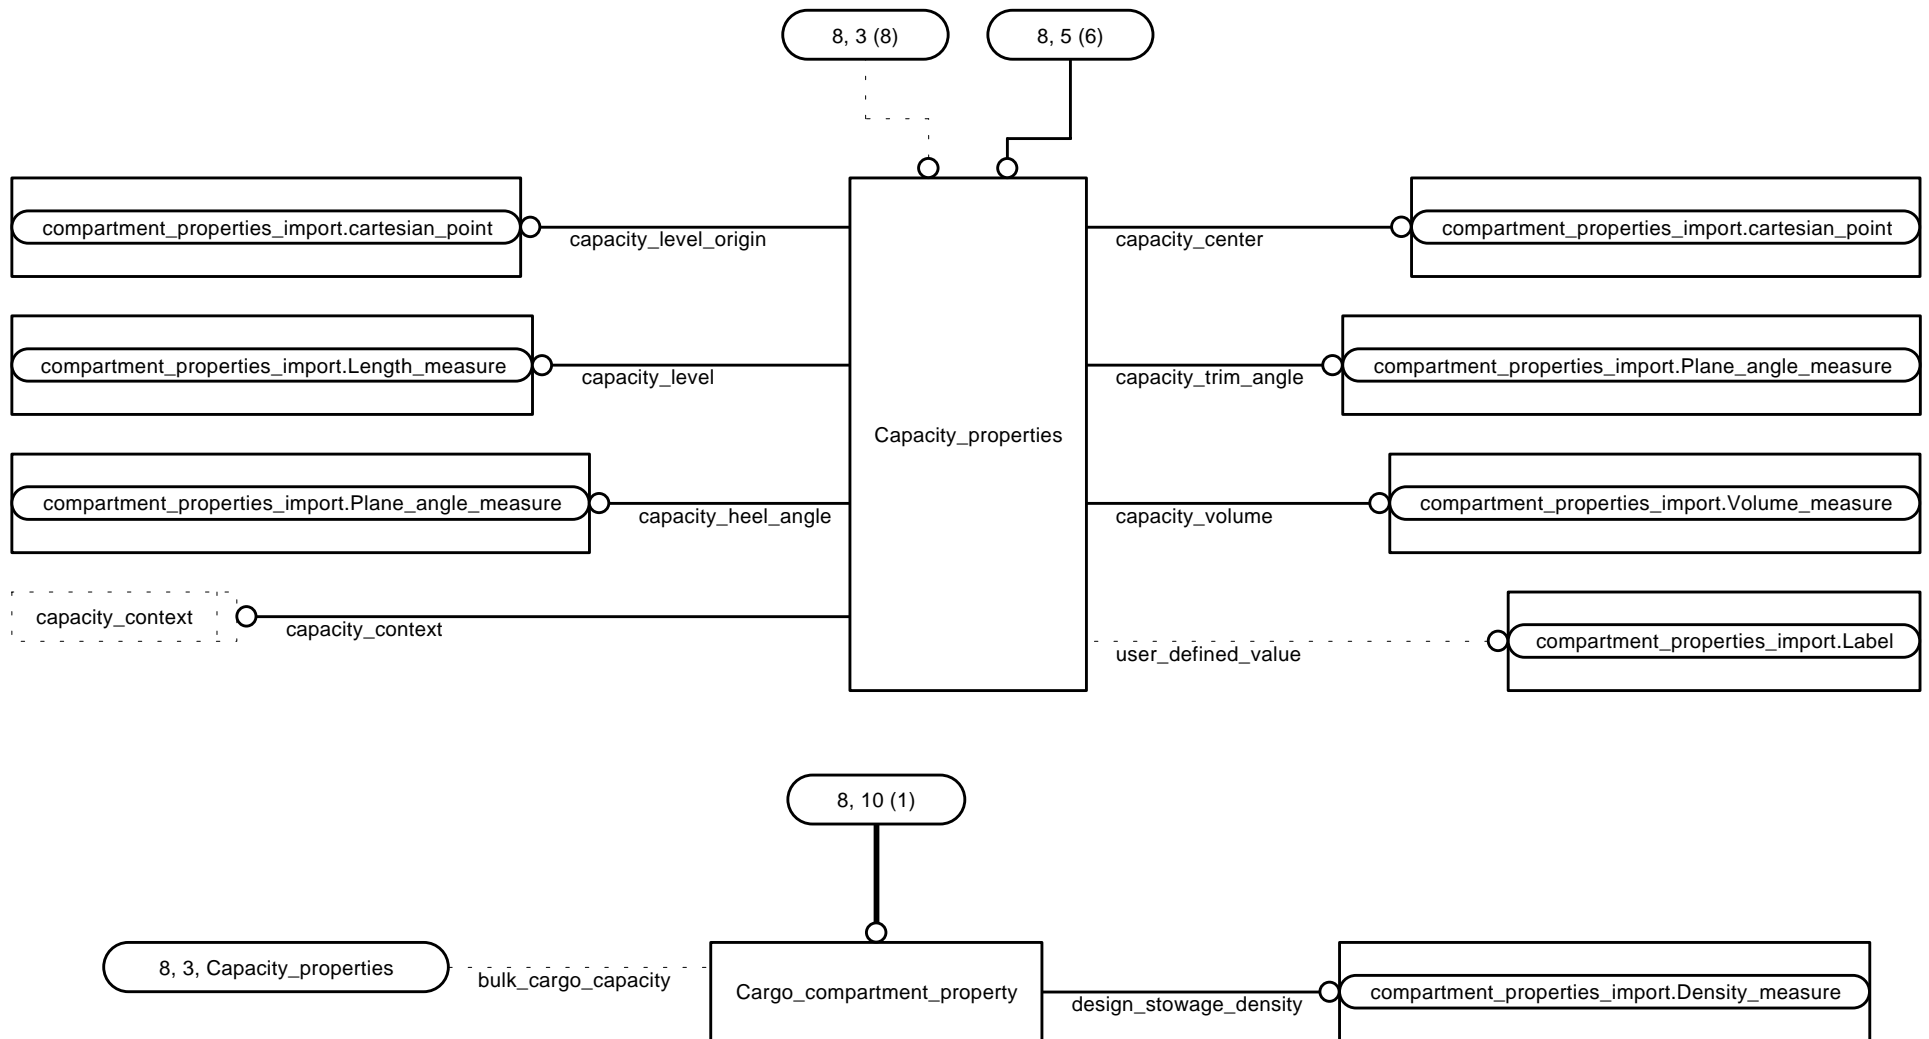 8, 3 (8)
8, 5 (6)
compartment_properties_import.cartesian_point
capacity_level_origin
capacity_center
compartment_properties_import.cartesian_point
compartment_properties_import.Length_measure
capacity_level
capacity_trim_angle
compartment_properties_import.Plane_angle_measure
Capacity_properties
compartment_properties_import.Plane_angle_measure
capacity_heel_angle
capacity_volume
compartment_properties_import.Volume_measure
capacity_context
capacity_context
user_defined_value
compartment_properties_import.Label
8, 10 (1)
8, 3, Capacity_properties
bulk_cargo_capacity
Cargo_compartment_property
design_stowage_density
compartment_properties_import.Density_measure